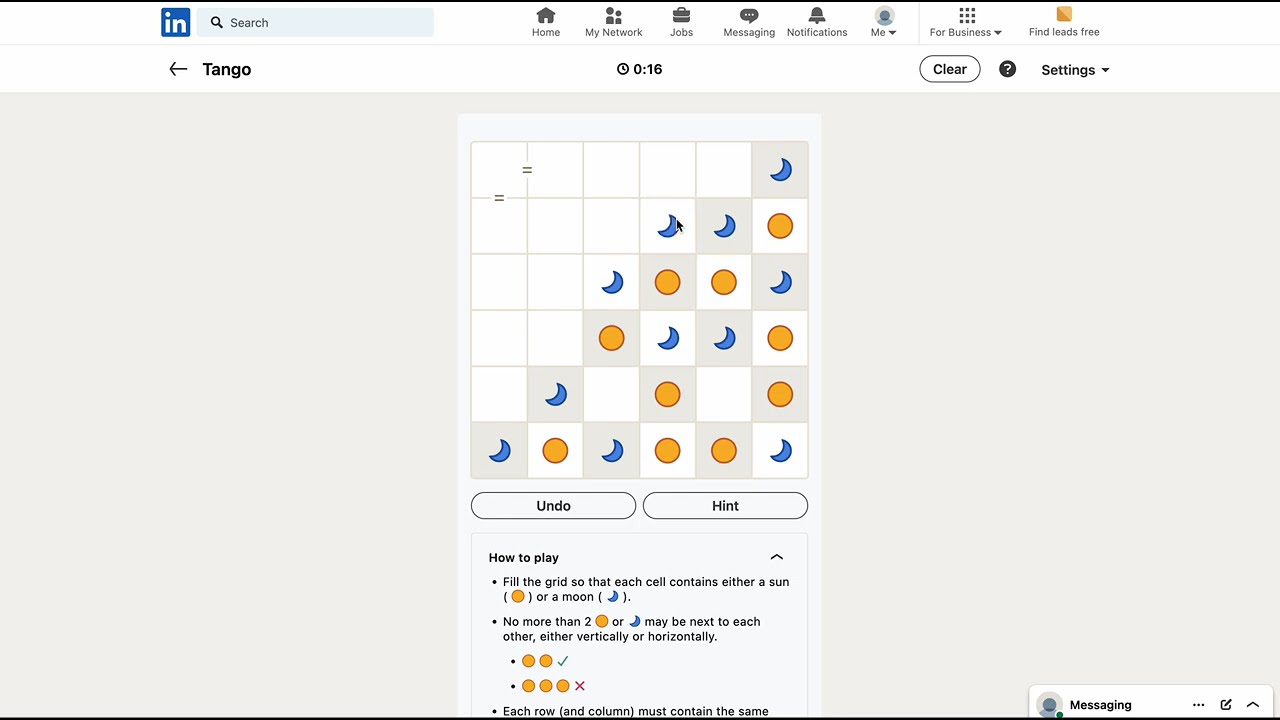 in Search
Home My Network Jobs Messaging Notifications Me For Business Find leads free
Tango 0:16 Clear ? Settings
=
=
Undo Hint
How to play
• Fill the grid so that each cell contains either a sun
( ) or a moon ( ).
• No more than 2 or may be next to each
other, either vertically or horizontally.
• Each row (and column) must contain the same
Messaging